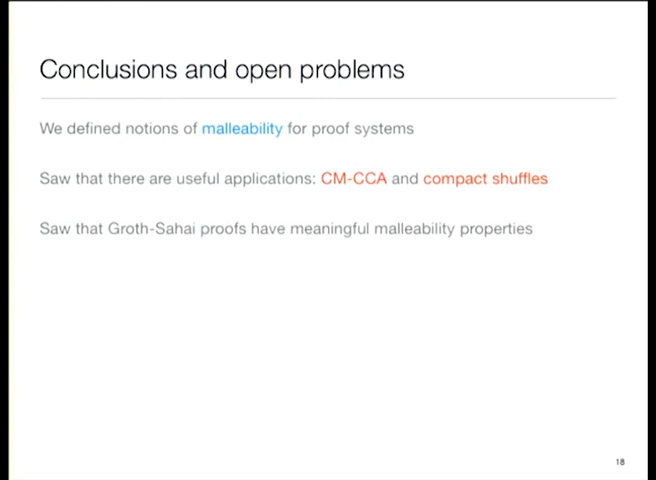 Conclusions and open problems
We defined notions of malleability for proof systems
Saw that there are useful applications: CM-CCA and compact shuffles
Saw that Groth-Sahai proofs have meaningful malleability properties
18